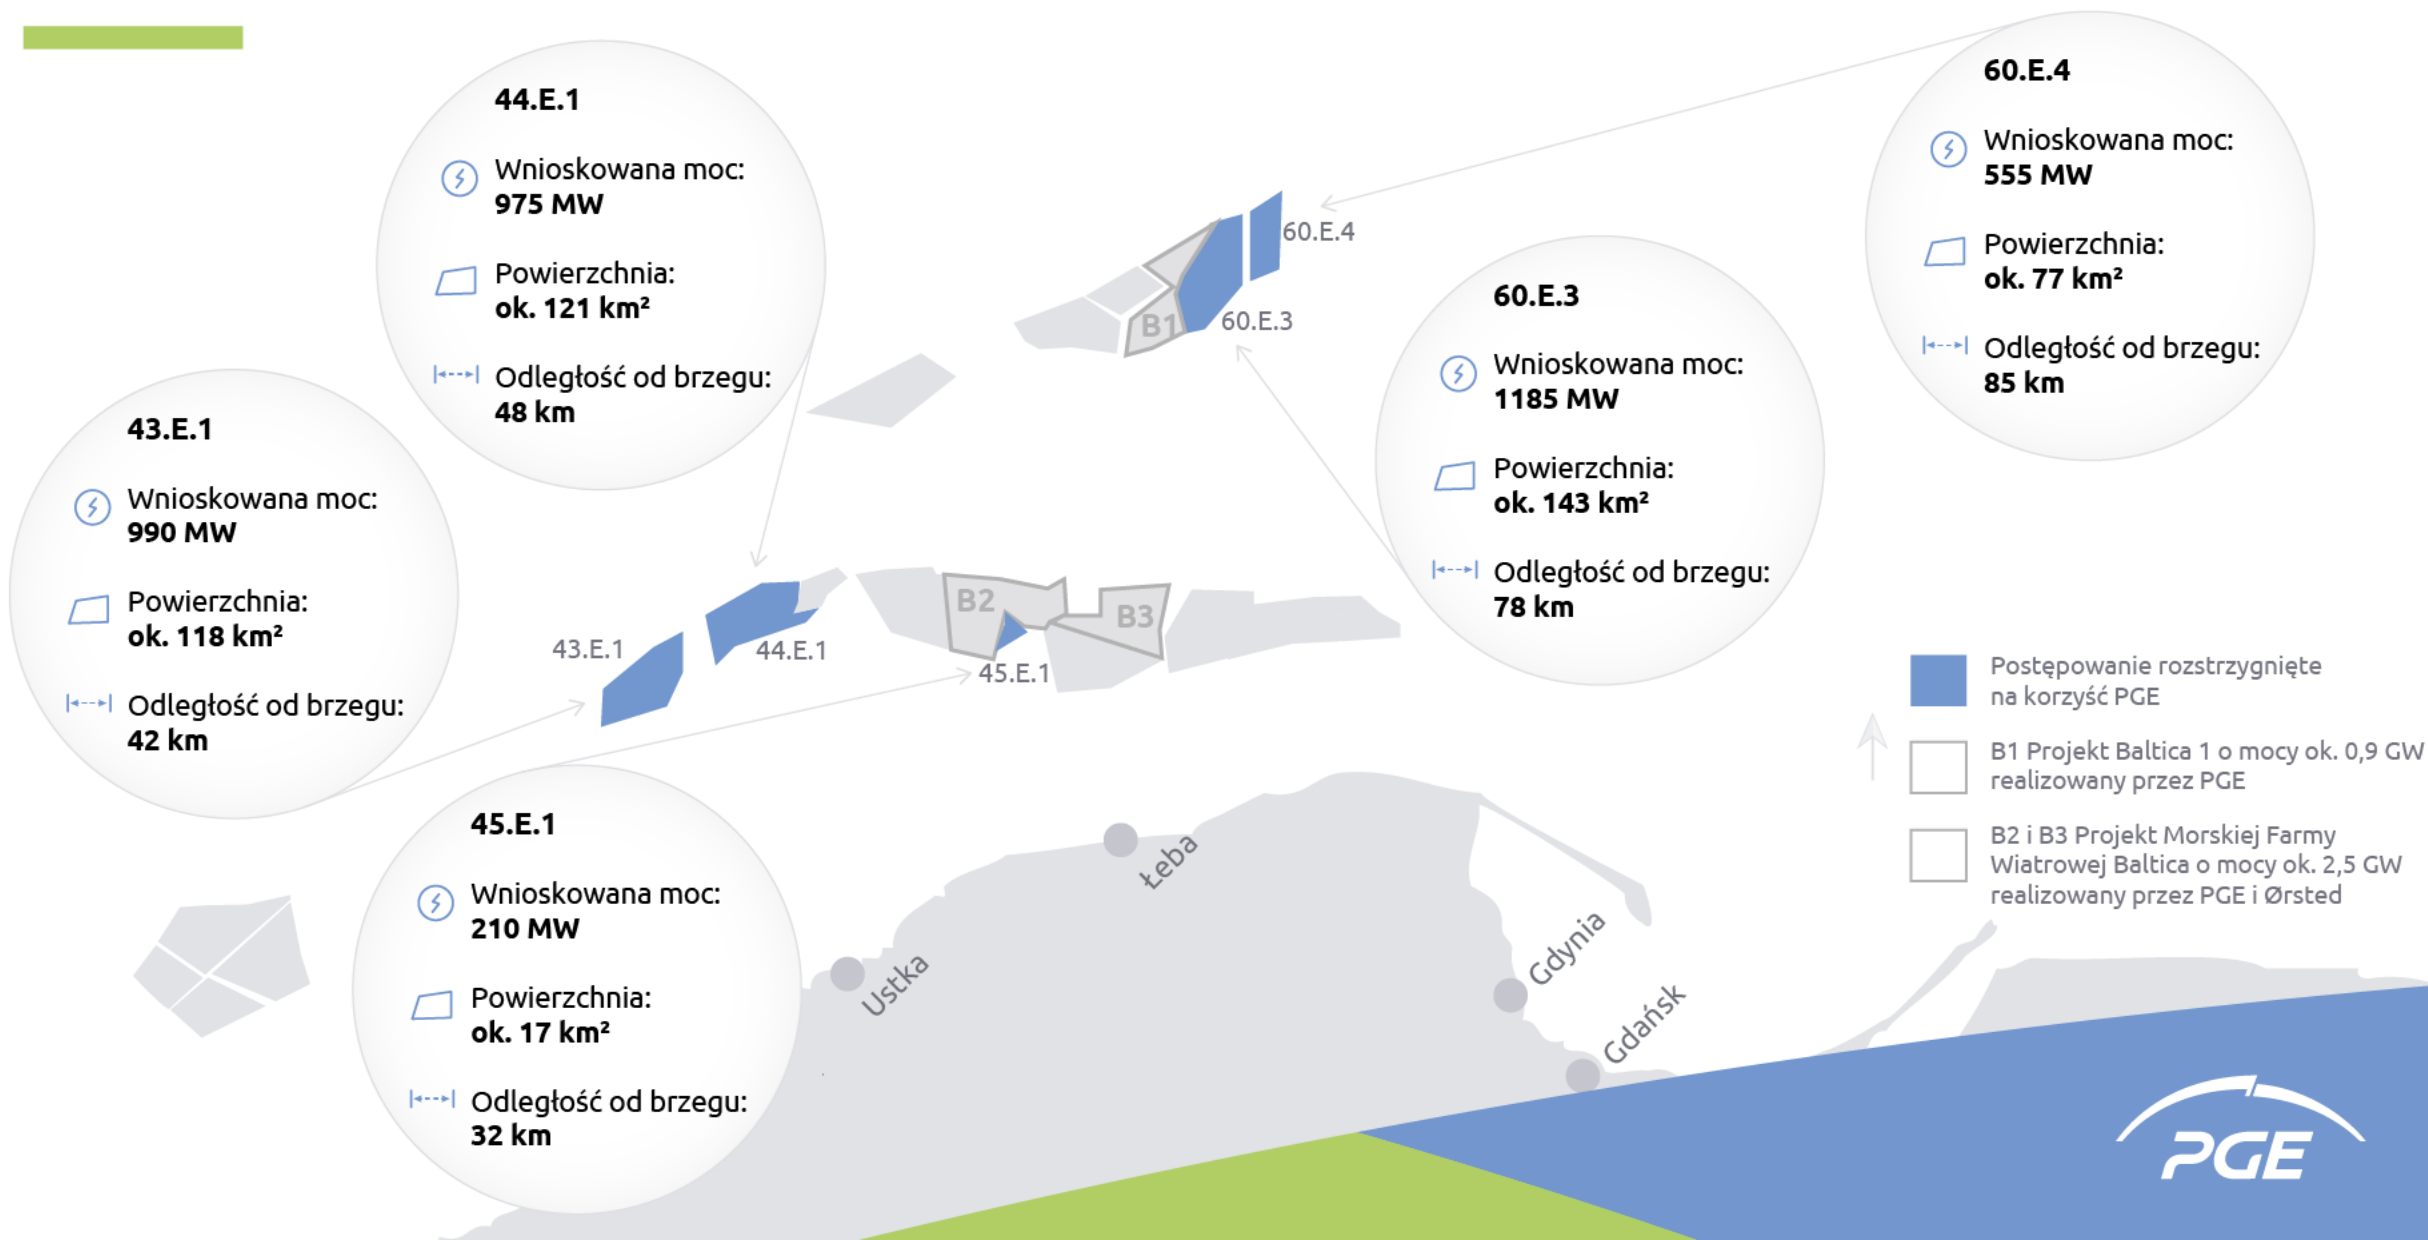 44.E.1
Wnioskowana moc:
975 MW
Powierzchnia:
ok. 121 km²
Odległość od brzegu:
48 km
43.E.1
Wnioskowana moc:
990 MW
Powierzchnia:
ok. 118 km²
Odległość od brzegu:
42 km
45.E.1
Wnioskowana moc:
210 MW
Powierzchnia:
ok. 17 km²
Odległość od brzegu:
32 km
60.E.3
Wnioskowana moc:
1185 MW
Powierzchnia:
ok. 143 km²
Odległość od brzegu:
78 km
60.E.4
Wnioskowana moc:
555 MW
Powierzchnia:
ok. 77 km²
Odległość od brzegu:
85 km
60.E.4
60.E.3
B1
B2
B3
43.E.1
44.E.1
45.E.1
Łeba
Ustka
Gdynia
Gdańsk
Postępowanie rozstrzygnięte
na korzyść PGE
B1 Projekt Baltica 1 o mocy ok. 0,9 GW
realizowany przez PGE
B2 i B3 Projekt Morskiej Farmy
Wiatrowej Baltica o mocy ok. 2,5 GW
realizowany przez PGE i Ørsted
PGE